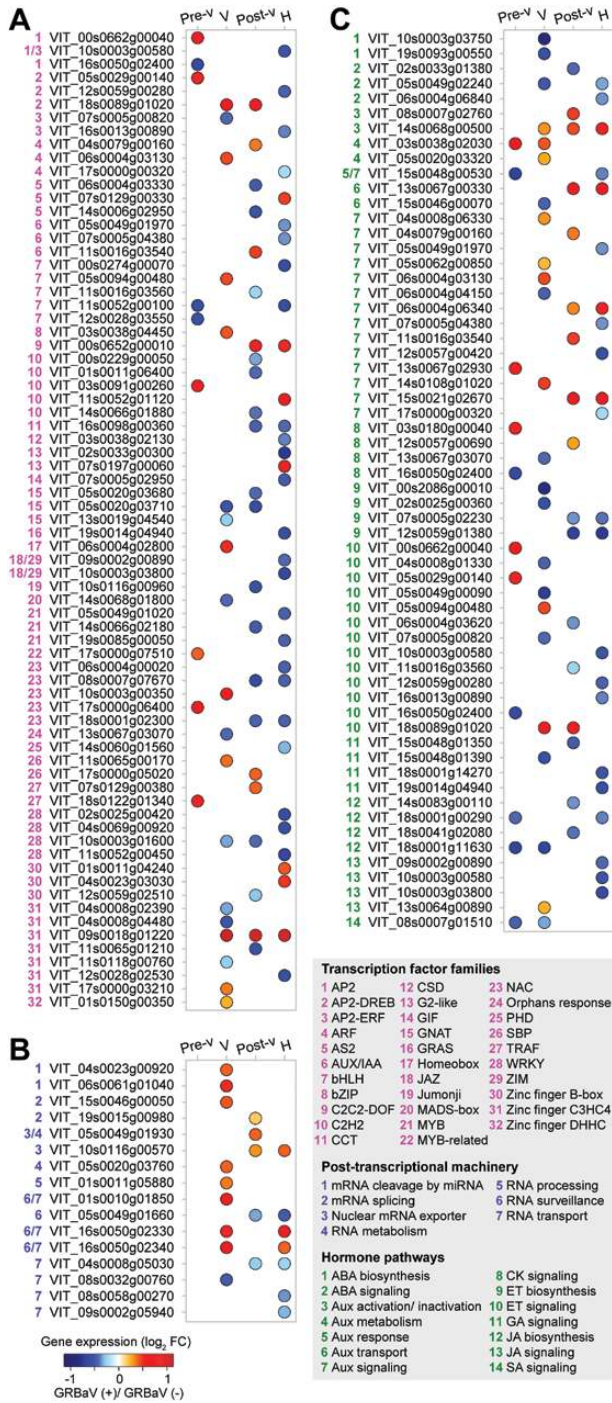 A
Pre-v V Post-v H
1 VIT_00s0662g00040
1/3 VIT_10s0003g00580
1 VIT_16s0050g02400
2 VIT_05s0029g00140
2 VIT_12s0059g00280
2 VIT_18s0089g01020
3 VIT_07s0005g00820
3 VIT_16s0013g00890
4 VIT_04s0079g00160
4 VIT_06s0004g03130
4 VIT_17s0000g00320
5 VIT_06s0004g03330
5 VIT_07s0129g00330
5 VIT_14s0006g02950
6 VIT_05s0049g01970
6 VIT_07s0005g04380
6 VIT_11s0016g03540
7 VIT_00s0274g00070
7 VIT_05s0094g00480
7 VIT_11s0016g03560
7 VIT_11s0052g00100
7 VIT_12s0028g03550
8 VIT_03s0038g04450
9 VIT_00s0652g00010
10 VIT_00s0229g00050
10 VIT_01s0011g06400
10 VIT_03s0091g00260
10 VIT_11s0052g01120
10 VIT_14s0066g01880
11 VIT_16s0098g00360
12 VIT_03s0038g02130
13 VIT_02s0033g00300
13 VIT_07s0197g00060
14 VIT_07s0005g02950
15 VIT_05s0020g03680
15 VIT_05s0020g03710
15 VIT_13s0019g04540
16 VIT_19s0014g04940
17 VIT_06s0004g02800
18/29 VIT_09s0002g00890
18/29 VIT_10s0003g03800
19 VIT_10s0116g00960
20 VIT_14s0068g01800
21 VIT_05s0049g01020
21 VIT_14s0066g02180
21 VIT_19s0085g00050
22 VIT_17s0000g07510
23 VIT_06s0004g00020
23 VIT_08s0007g07670
23 VIT_10s0003g00350
23 VIT_17s0000g06400
23 VIT_18s0001g02300
24 VIT_13s0067g03070
25 VIT_14s0060g01560
26 VIT_11s0065g00170
26 VIT_17s0000g05020
27 VIT_07s0129g00380
27 VIT_18s0122g01340
28 VIT_02s0025g00420
28 VIT_04s0069g00920
28 VIT_10s0003g01600
28 VIT_11s0052g00450
30 VIT_01s0011g04240
30 VIT_04s0023g03030
30 VIT_12s0059g02510
31 VIT_04s0008g02390
31 VIT_04s0008g04480
31 VIT_09s0018g01220
31 VIT_11s0065g01210
31 VIT_11s0118g00760
31 VIT_12s0028g02530
31 VIT_17s0000g03210
32 VIT_01s0150g00350
B
Pre-v V Post-v H
1 VIT_04s0023g00920
1 VIT_06s0061g01040
2 VIT_15s0046g00050
2 VIT_19s0015g00980
3/4 VIT_05s0049g01930
3 VIT_10s0116g00570
4 VIT_05s0020g03760
5 VIT_01s0011g05880
6/7 VIT_01s0010g01850
6 VIT_05s0049g01660
6/7 VIT_16s0050g02330
6/7 VIT_16s0050g02340
7 VIT_04s0008g05030
7 VIT_08s0032g00760
7 VIT_08s0058g00270
7 VIT_09s0002g05940
Gene expression (log2 FC)
-1 0 1
GRBaV (+)/ GRBaV (-)
C
Pre-v V Post-v H
1 VIT_10s0003g03750
1 VIT_19s0093g00550
2 VIT_02s0033g01380
2 VIT_05s0049g02240
2 VIT_06s0004g06840
3 VIT_08s0007g02760
3 VIT_14s0068g00500
4 VIT_03s0038g02030
4 VIT_05s0020g03320
5/7 VIT_15s0048g00530
6 VIT_13s0067g00330
6 VIT_15s0046g00070
7 VIT_04s0008g06330
7 VIT_04s0079g00160
7 VIT_05s0049g01970
7 VIT_05s0062g00850
7 VIT_06s0004g03130
7 VIT_06s0004g04150
7 VIT_06s0004g06340
7 VIT_07s0005g04380
7 VIT_11s0016g03540
7 VIT_12s0057g00420
7 VIT_13s0067g02930
7 VIT_14s0108g01020
7 VIT_15s0021g02670
7 VIT_17s0000g00320
8 VIT_03s0180g00040
8 VIT_12s0057g00690
8 VIT_13s0067g03070
8 VIT_16s0050g02400
9 VIT_00s2086g00010
9 VIT_02s0025g00360
9 VIT_07s0005g02230
9 VIT_12s0059g01380
10 VIT_00s0662g00040
10 VIT_04s0008g01330
10 VIT_05s0029g00140
10 VIT_05s0049g00090
10 VIT_05s0094g00480
10 VIT_06s0004g03620
10 VIT_07s0005g00820
10 VIT_10s0003g00580
10 VIT_11s0016g03560
10 VIT_12s0059g00280
10 VIT_16s0013g00890
10 VIT_16s0050g02400
10 VIT_18s0089g01020
11 VIT_15s0048g01350
11 VIT_15s0048g01390
11 VIT_18s0001g14270
11 VIT_19s0014g04940
12 VIT_14s0083g00110
12 VIT_18s0001g00290
12 VIT_18s0041g02080
12 VIT_18s0001g11630
13 VIT_09s0002g00890
13 VIT_10s0003g00580
13 VIT_10s0003g03800
13 VIT_13s0064g00890
14 VIT_08s0007g01510
Transcription factor families
1 AP2 12 CSD 23 NAC
2 AP2-DREB 13 G2-like 24 Orphans response
3 AP2-ERF 14 GIF 25 PHD
4 ARF 15 GNAT 26 SBP
5 AS2 16 GRAS 27 TRAF
6 AUX/IAA 17 Homeobox 28 WRKY
7 bHLH 18 JAZ 29 ZIM
8 bZIP 19 Jumonji 30 Zinc finger B-box
9 C2C2-DOF 20 MADS-box 31 Zinc finger C3HC4
10 C2H2 21 MYB 32 Zinc finger DHHC
11 CCT 22 MYB-related
Post-transcriptional machinery
1 mRNA cleavage by miRNA 5 RNA processing
2 mRNA splicing 6 RNA surveillance
3 Nuclear mRNA exporter 7 RNA transport
4 RNA metabolism
Hormone pathways
1 ABA biosynthesis 8 CK signaling
2 ABA signaling 9 ET biosynthesis
3 Aux activation/ inactivation 10 ET signaling
4 Aux metabolism 11 GA signaling
5 Aux response 12 JA biosynthesis
6 Aux transport 13 JA signaling
7 Aux signaling 14 SA signaling